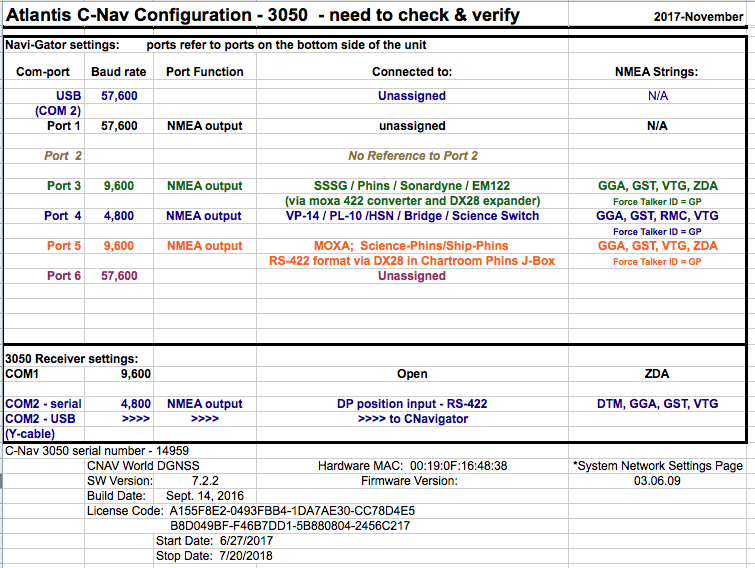 Atlantis C-Nav Configuration - 3050 - need to check & verify 2017-November
Navi-Gator settings: ports refer to ports on the bottom side of the unit
Com-port Baud rate Port Function Connected to: NMEA Strings:
USB 57,600 Unassigned N/A
(COM 2)
Port 1 57,600 NMEA output unassigned N/A
Port 2 No Reference to Port 2
Port 3 9,600 NMEA output SSSG / Phins / Sonardyne / EM122 GGA, GST, VTG, ZDA
(via moxa 422 converter and DX28 expander) Force Talker ID = GP
Port 4 4,800 NMEA output VP-14 / PL-10 /HSN / Bridge / Science Switch GGA, GST, RMC, VTG
Force Talker ID = GP
Port 5 9,600 NMEA output MOXA; Science-Phins/Ship-Phins GGA, GST, VTG, ZDA
RS-422 format via DX28 in Chartroom Phins J-Box Force Talker ID = GP
Port 6 57,600 Unassigned
3050 Receiver settings:
COM1 9,600 Open ZDA
COM2 - serial 4,800 NMEA output DP position input - RS-422 DTM, GGA, GST, VTG
COM2 - USB >>>> >>>> >>>> to CNavigator
(Y-cable)
C-Nav 3050 serial number - 14959
CNAV World DGNSS Hardware MAC: 00:19:0F:16:48:38 *System Network Settings Page
SW Version: 7.2.2 Firmware Version: 03.06.09
Build Date: Sept. 14, 2016
License Code: A155F8E2-0493FBB4-1DA7AE30-CC78D4E5
B8D049BF-F46B7DD1-5B880804-2456C217
Start Date: 6/27/2017
Stop Date: 7/20/2018